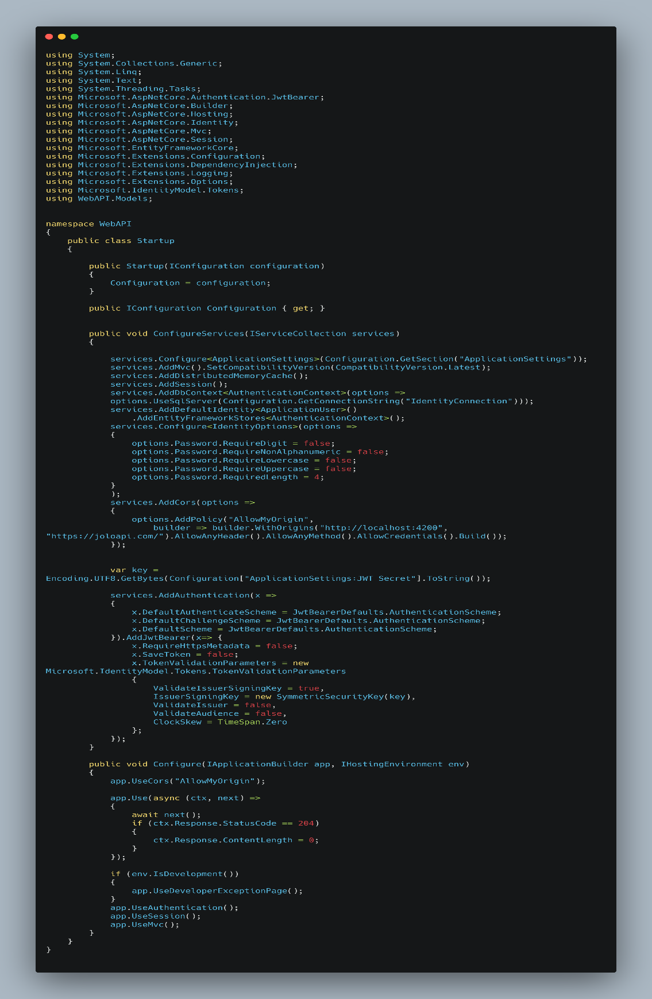 using System;
using System.Collections.Generic;
using System.Linq;
using System.Text;
using System.Threading.Tasks;
using Microsoft.AspNetCore.Authentication.JwtBearer;
using Microsoft.AspNetCore.Builder;
using Microsoft.AspNetCore.Hosting;
using Microsoft.AspNetCore.Identity;
using Microsoft.AspNetCore.Mvc;
using Microsoft.AspNetCore.Session;
using Microsoft.EntityFrameworkCore;
using Microsoft.Extensions.Configuration;
using Microsoft.Extensions.DependencyInjection;
using Microsoft.Extensions.Logging;
using Microsoft.Extensions.Options;
using Microsoft.IdentityModel.Tokens;
using WebAPI.Models;


namespace WebAPI
{
    public class Startup
    {

        public Startup(IConfiguration configuration)
        {
            Configuration = configuration;
        }

        public IConfiguration Configuration { get; }


        public void ConfigureServices(IServiceCollection services)
        {

            services.Configure<ApplicationSettings>(Configuration.GetSection("ApplicationSettings"));
            services.AddMvc().SetCompatibilityVersion(CompatibilityVersion.Latest);
            services.AddDistributedMemoryCache();
            services.AddSession();
            services.AddDbContext<AuthenticationContext>(options =>
            options.UseSqlServer(Configuration.GetConnectionString("IdentityConnection")));
            services.AddDefaultIdentity<ApplicationUser>()
                .AddEntityFrameworkStores<AuthenticationContext>();
            services.Configure<IdentityOptions>(options =>
            {
                options.Password.RequireDigit = false;
                options.Password.RequireNonAlphanumeric = false;
                options.Password.RequireLowercase = false;
                options.Password.RequireUppercase = false;
                options.Password.RequiredLength = 4;
            }
            );
            services.AddCors(options =>
            {
                options.AddPolicy("AllowMyOrigin",
                    builder => builder.WithOrigins("http://localhost:4200",
"https://joloapi.com/").AllowAnyHeader().AllowAnyMethod().AllowCredentials().Build());
            });


            var key =
Encoding.UTF8.GetBytes(Configuration["ApplicationSettings:JWT Secret"].ToString());

            services.AddAuthentication(x =>
            {
                x.DefaultAuthenticateScheme = JwtBearerDefaults.AuthenticationScheme;
                x.DefaultChallengeScheme = JwtBearerDefaults.AuthenticationScheme;
                x.DefaultScheme = JwtBearerDefaults.AuthenticationScheme;
            }).AddJwtBearer(x=> {
                x.RequireHttpsMetadata = false;
                x.SaveToken = false;
                x.TokenValidationParameters = new
Microsoft.IdentityModel.Tokens.TokenValidationParameters
                {
                    ValidateIssuerSigningKey = true,
                    IssuerSigningKey = new SymmetricSecurityKey(key),
                    ValidateIssuer = false,
                    ValidateAudience = false,
                    ClockSkew = TimeSpan.Zero
                };
            });
        }

        public void Configure(IApplicationBuilder app, IHostingEnvironment env)
        {
            app.UseCors("AllowMyOrigin");

            app.Use(async (ctx, next) =>
            {
                await next();
                if (ctx.Response.StatusCode == 204)
                {
                    ctx.Response.ContentLength = 0;
                }
            });

            if (env.IsDevelopment())
            {
                app.UseDeveloperExceptionPage();
            }
            app.UseAuthentication();
            app.UseSession();
            app.UseMvc();
        }
    }
}